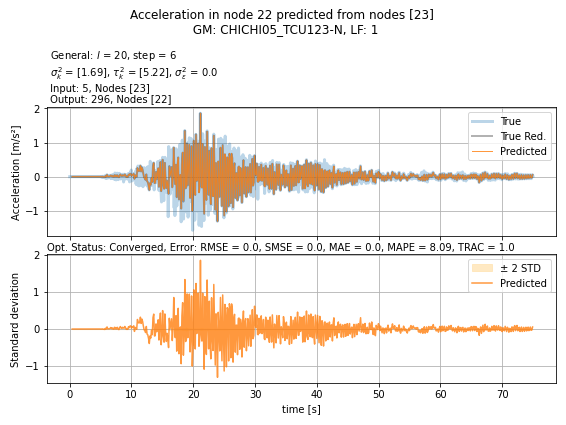 Acceleration in node 22 predicted from nodes [23]
GM: CHICHI05_TCU123-N, LF: 1
General: l = 20, step = 6
σ²ₖ = [1.69], τ²ₖ = [5.22], σ²ε = 0.0
Input: 5, Nodes [23]
Output: 296, Nodes [22]
Acceleration [m/s²]
2
1
0
−1
True
True Red.
Predicted
Opt. Status: Converged, Error: RMSE = 0.0, SMSE = 0.0, MAE = 0.0, MAPE = 8.09, TRAC = 1.0
Standard deviation
2
1
0
−1
± 2 STD
Predicted
0 10 20 30 40 50 60 70
time [s]